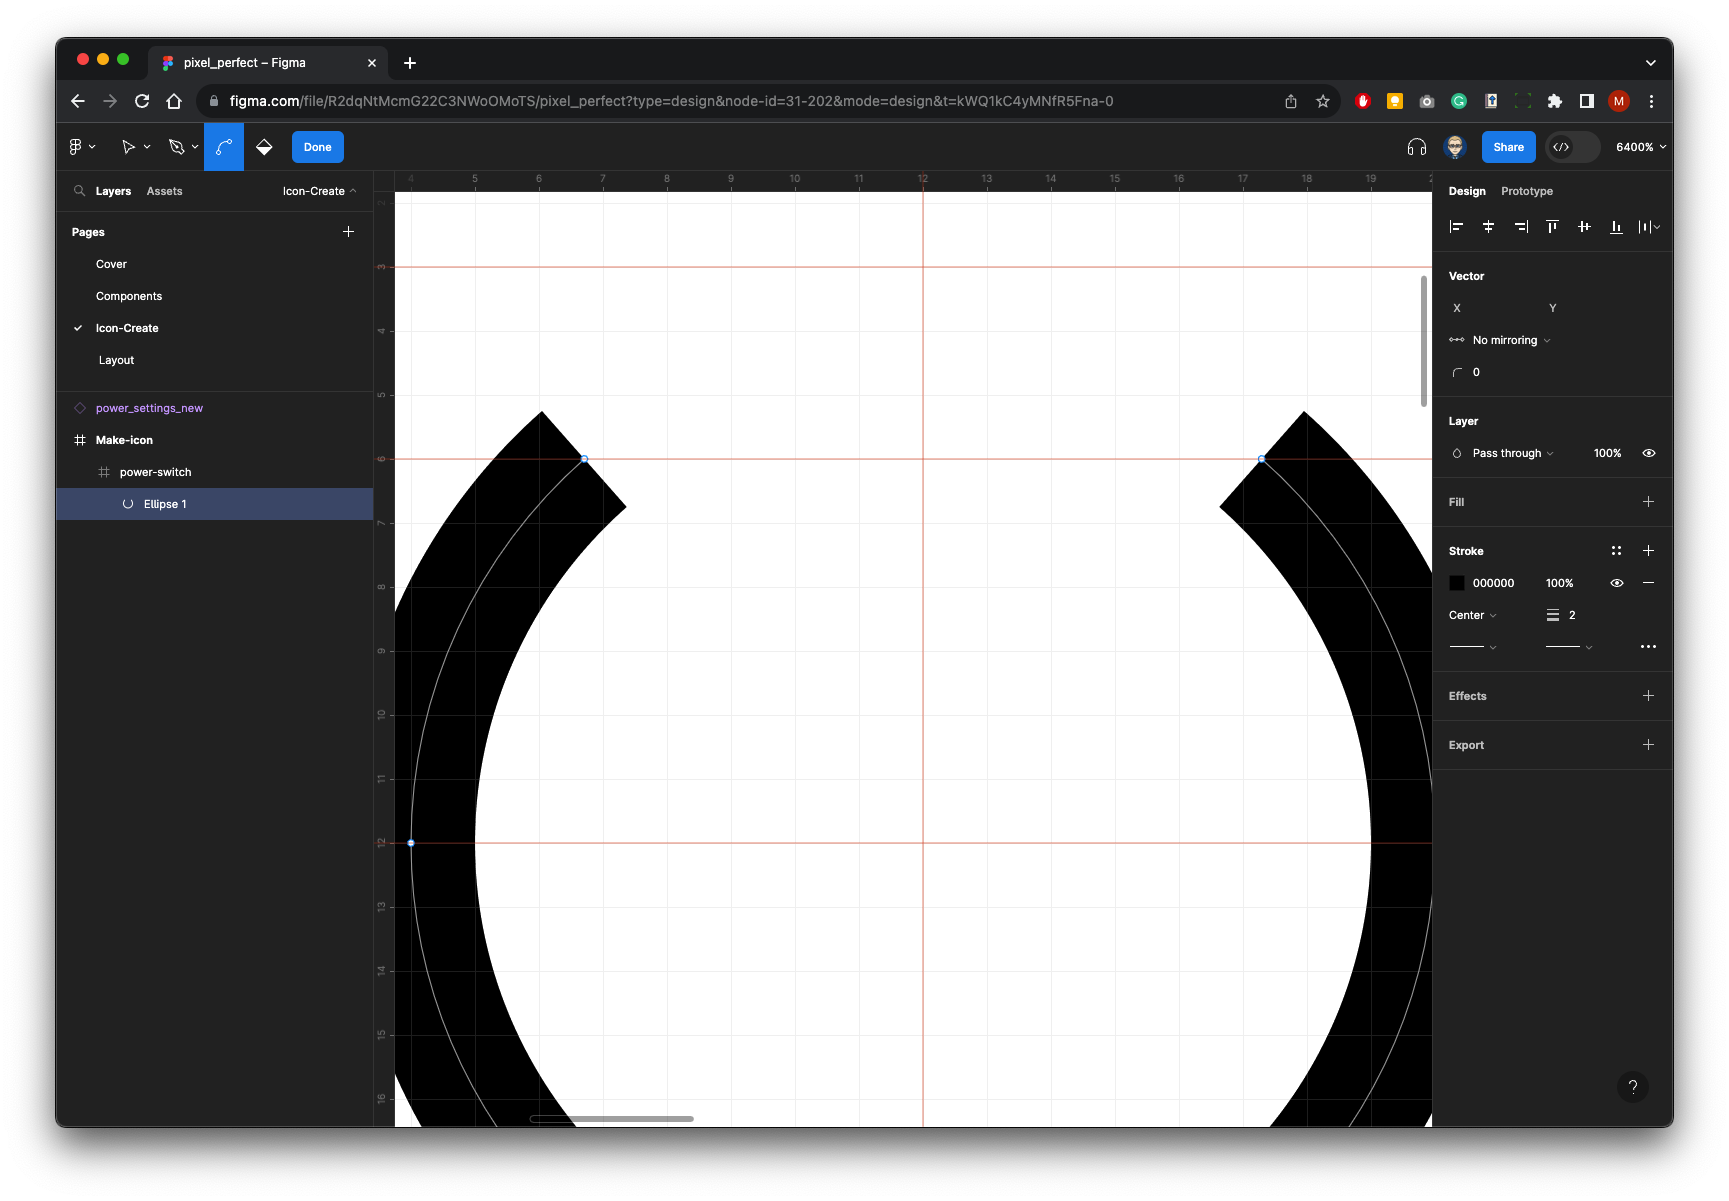 pixel_perfect – Figma
figma.com/file/R2dqNtMcmG22C3NWoOMoTS/pixel_perfect?type=design&node-id=31-202&mode=design&t=kWQ1kC4yMNfR5Fna-0
M
Done
Share
6400%
Layers Assets Icon-Create
Pages
Cover
Components
Icon-Create
Layout
power_settings_new
Make-icon
power-switch
Ellipse 1
4 5 6 7 8 9 10 11 12 13 14 15 16 17 18 19
2
3
4
5
6
7
8
9
10
11
12
13
14
15
16
Design Prototype
Vector
X Y
No mirroring
0
Layer
Pass through 100%
Fill
Stroke
000000 100%
Center 2
Effects
Export
?